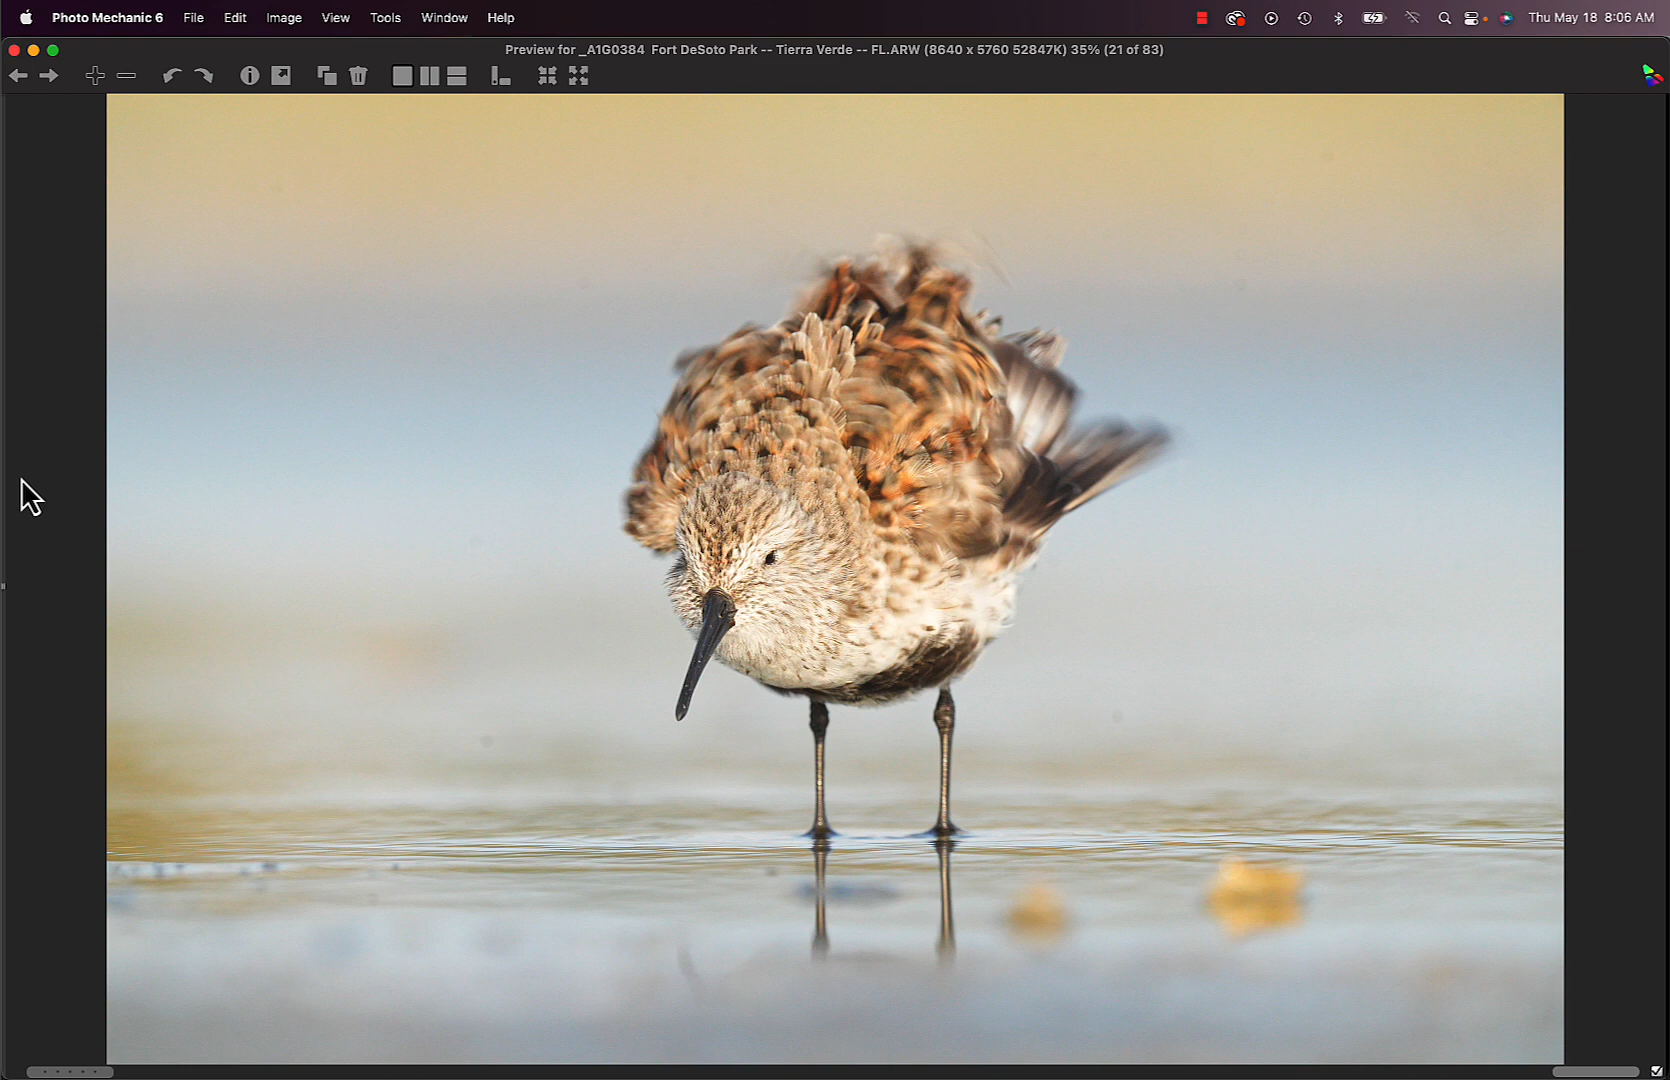 Photo Mechanic 6 File Edit Image View Tools Window Help Thu May 18 8:06 AM
Preview for _A1G0384 Fort DeSoto Park -- Tierra Verde -- FL.ARW (8640 x 5760 52847K) 35% (21 of 83)